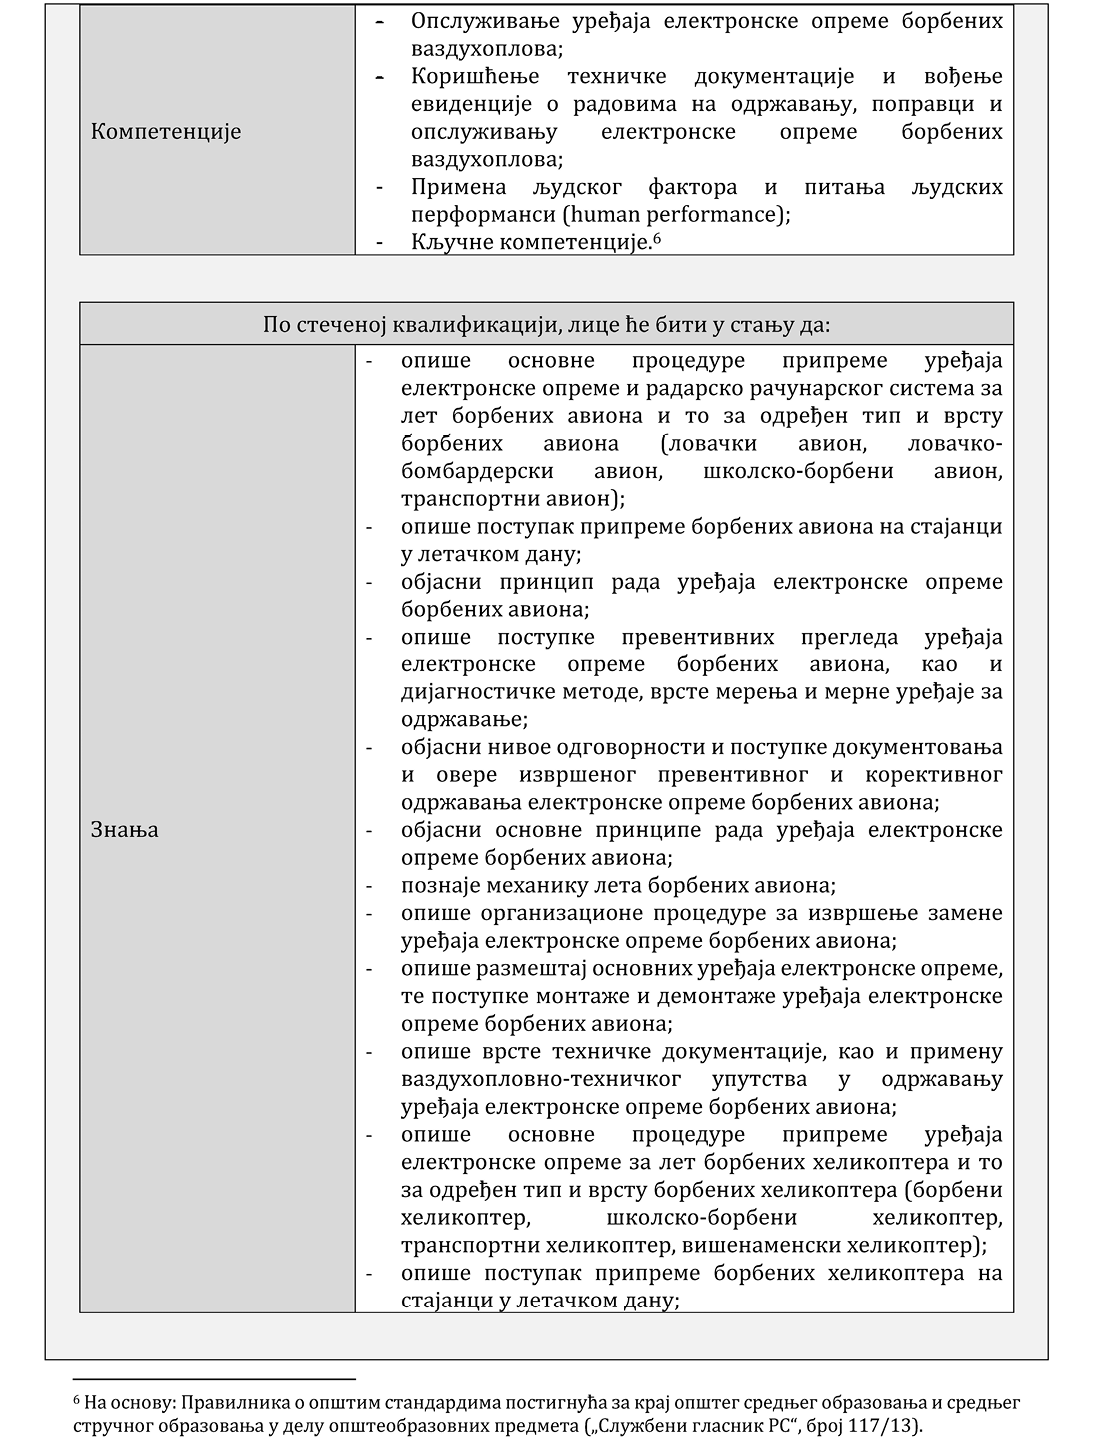 - Опслуживање уређаја електронске опреме борбених
ваздухоплова;
- Коришћење техничке документације и вођење
евиденције о радовима на одржавању, поправци и
Компетенције
опслуживању електронске опреме борбених
ваздухоплова;
- Примена људског фактора и питања људских
перформанси (human performance);
- Кључне компетенције.⁶
По стеченој квалификацији, лице ће бити у стању да:
- опише основне процедуре припреме уређаја
електронске опреме и радарско рачунарског система за
лет борбених авиона и то за одређен тип и врсту
борбених авиона (ловачки авион, ловачко-
бомбардерски авион, школско-борбени авион,
транспортни авион);
- опише поступак припреме борбених авиона на стајанци
у летачком дану;
- објасни принцип рада уређаја електронске опреме
борбених авиона;
- опише поступке превентивних прегледа уређаја
електронске опреме борбених авиона, као и
дијагностичке методе, врсте мерења и мерне уређаје за
одржавање;
- објасни нивое одговорности и поступке документовања
и овере извршеног превентивног и корективног
одржавања електронске опреме борбених авиона;
Знања
- објасни основне принципе рада уређаја електронске
опреме борбених авиона;
- познаје механику лета борбених авиона;
- опише организационе процедуре за извршење замене
уређаја електронске опреме борбених авиона;
- опише размештај основних уређаја електронске опреме,
те поступке монтаже и демонтаже уређаја електронске
опреме борбених авиона;
- опише врсте техничке документације, као и примену
ваздухопловно-техничког упутства у одржавању
уређаја електронске опреме борбених авиона;
- опише основне процедуре припреме уређаја
електронске опреме за лет борбених хеликоптера и то
за одређен тип и врсту борбених хеликоптера (борбени
хеликоптер, школско-борбени хеликоптер,
транспортни хеликоптер, вишенаменски хеликоптер);
- опише поступак припреме борбених хеликоптера на
стајанци у летачком дану;
⁶ На основу: Правилника о општим стандардима постигнућа за крај општег средњег образовања и средњег
стручног образовања у делу општеобразовних предмета („Службени гласник РС“, број 117/13).